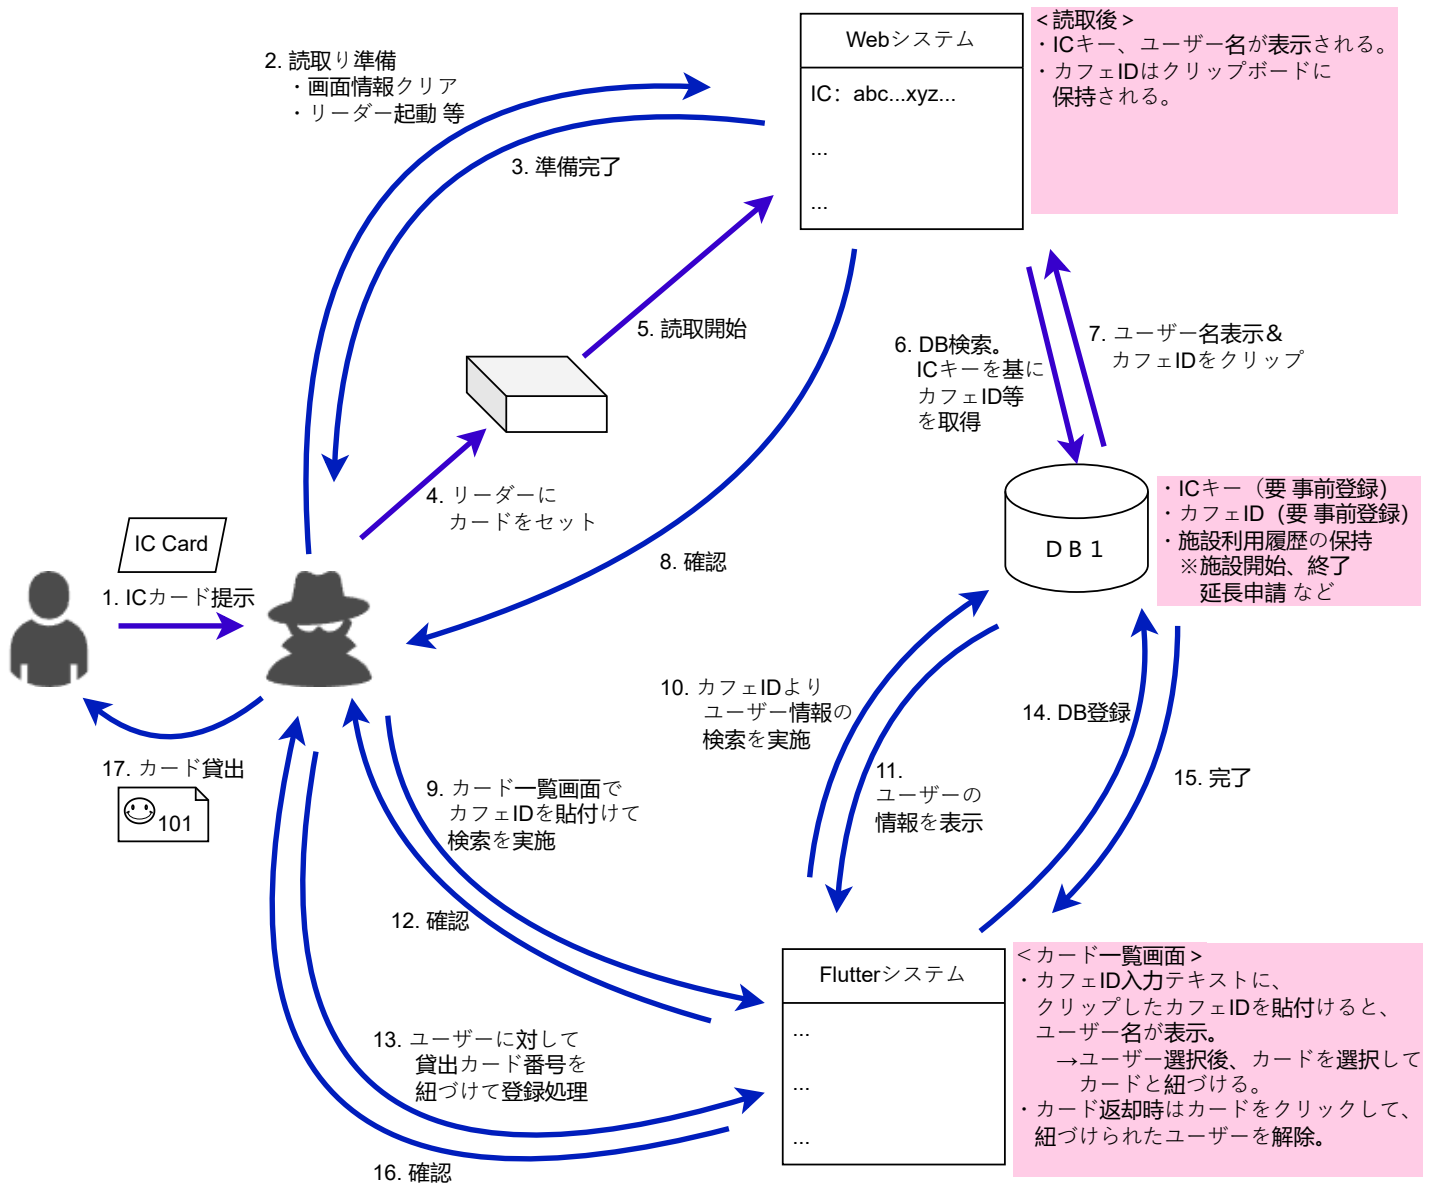 2. 読取り準備
・画面情報クリア
・リーダー起動 等
3. 準備完了
Webシステム
IC：abc...xyz...
...
...
＜読取後＞
・ICキー、ユーザー名が表示される。
・カフェIDはクリップボードに
保持される。
5. 読取開始
6. DB検索。
ICキーを基に
カフェID等
を取得
7. ユーザー名表示＆
カフェIDをクリップ
4. リーダーに
カードをセット
IC Card
1. ICカード提示
8. 確認
ＤＢ１
・ICキー（要 事前登録）
・カフェID（要 事前登録）
・施設利用履歴の保持
※施設開始、終了
延長申請 など
10. カフェIDより
ユーザー情報の
検索を実施
11.
ユーザーの
情報を表示
14. DB登録
15. 完了
17. カード貸出
101
9. カード一覧画面で
カフェIDを貼付けて
検索を実施
12. 確認
13. ユーザーに対して
貸出カード番号を
紐づけて登録処理
16. 確認
Flutterシステム
...
...
...
＜カード一覧画面＞
・カフェID入力テキストに、
クリップしたカフェIDを貼付けると、
ユーザー名が表示。
→ユーザー選択後、カードを選択して
カードと紐づける。
・カード返却時はカードをクリックして、
紐づけられたユーザーを解除。